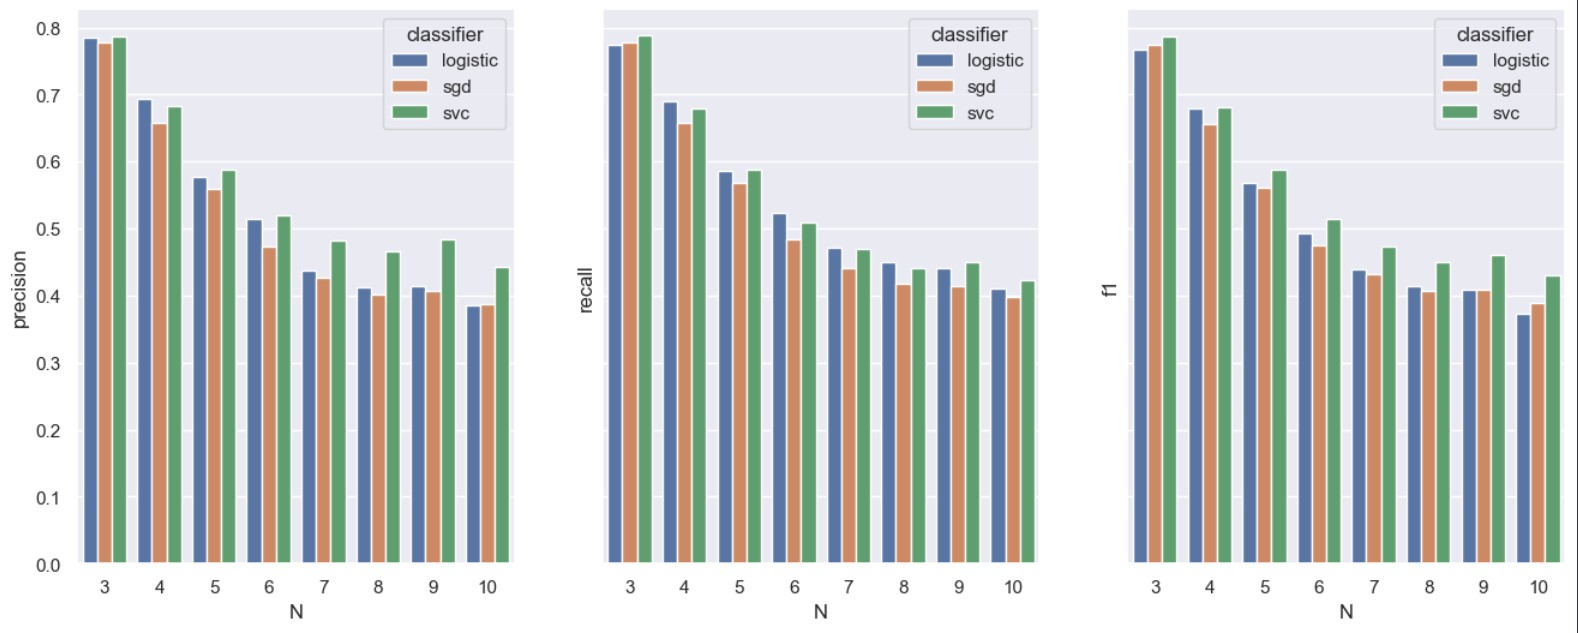 precision
0.8
0.7
0.6
0.5
0.4
0.3
0.2
0.1
0.0
classifier
logistic
sgd
svc
3 4 5 6 7 8 9 10
N
recall
classifier
logistic
sgd
svc
3 4 5 6 7 8 9 10
N
f1
classifier
logistic
sgd
svc
3 4 5 6 7 8 9 10
N